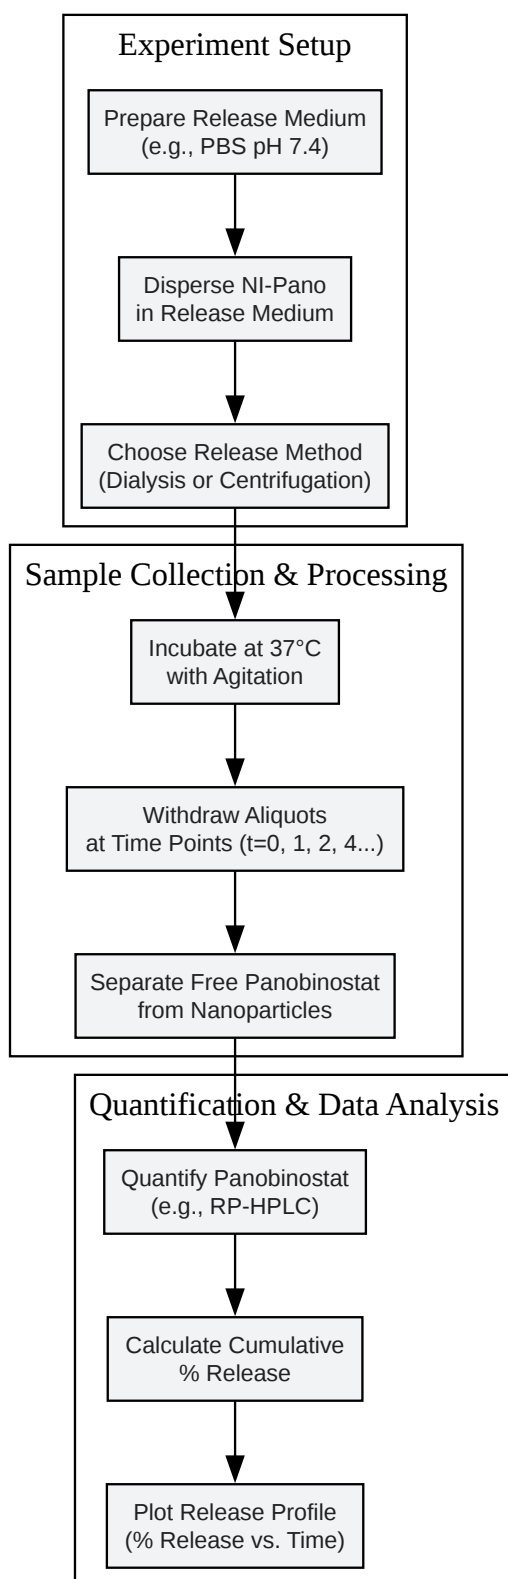 Experiment Setup
Prepare Release Medium
(e.g., PBS pH 7.4)
Disperse NI-Pano
in Release Medium
Choose Release Method
(Dialysis or Centrifugation)
Sample Collection & Processing
Incubate at 37°C
with Agitation
Withdraw Aliquots
at Time Points (t=0, 1, 2, 4...)
Separate Free Panobinostat
from Nanoparticles
Quantification & Data Analysis
Quantify Panobinostat
(e.g., RP-HPLC)
Calculate Cumulative
% Release
Plot Release Profile
(% Release vs. Time)